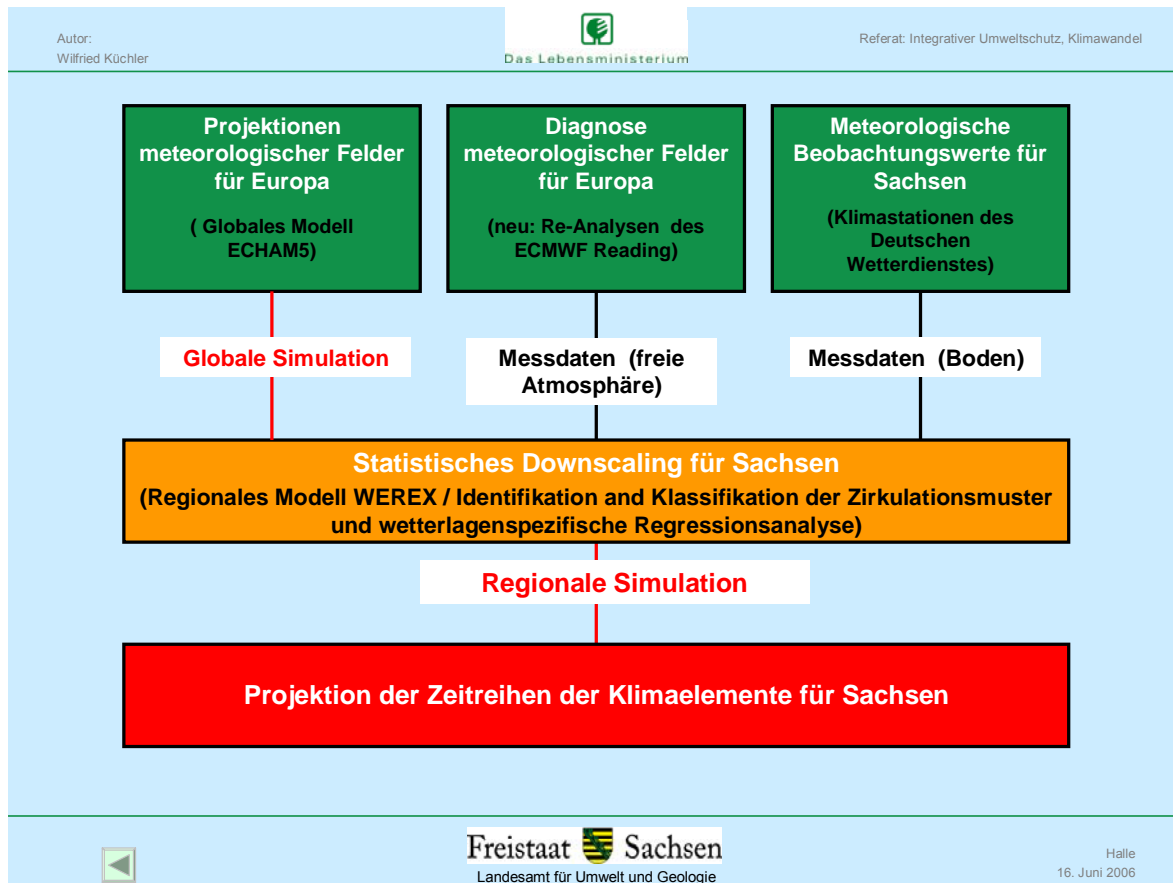 Autor:
Wilfried Küchler
Das Lebensministerium
Referat: Integrativer Umweltschutz, Klimawandel
Projektionen
meteorologischer Felder
für Europa
( Globales Modell
ECHAM5)
Diagnose
meteorologischer Felder
für Europa
(neu: Re-Analysen des
ECMWF Reading)
Meteorologische
Beobachtungswerte für
Sachsen
(Klimastationen des
Deutschen
Wetterdienstes)
Globale Simulation
Messdaten (freie
Atmosphäre)
Messdaten (Boden)
Statistisches Downscaling für Sachsen
(Regionales Modell WEREX / Identifikation and Klassifikation der Zirkulationsmuster
und wetterlagenspezifische Regressionsanalyse)
Regionale Simulation
Projektion der Zeitreihen der Klimaelemente für Sachsen
Freistaat Sachsen
Landesamt für Umwelt und Geologie
Halle
16. Juni 2006